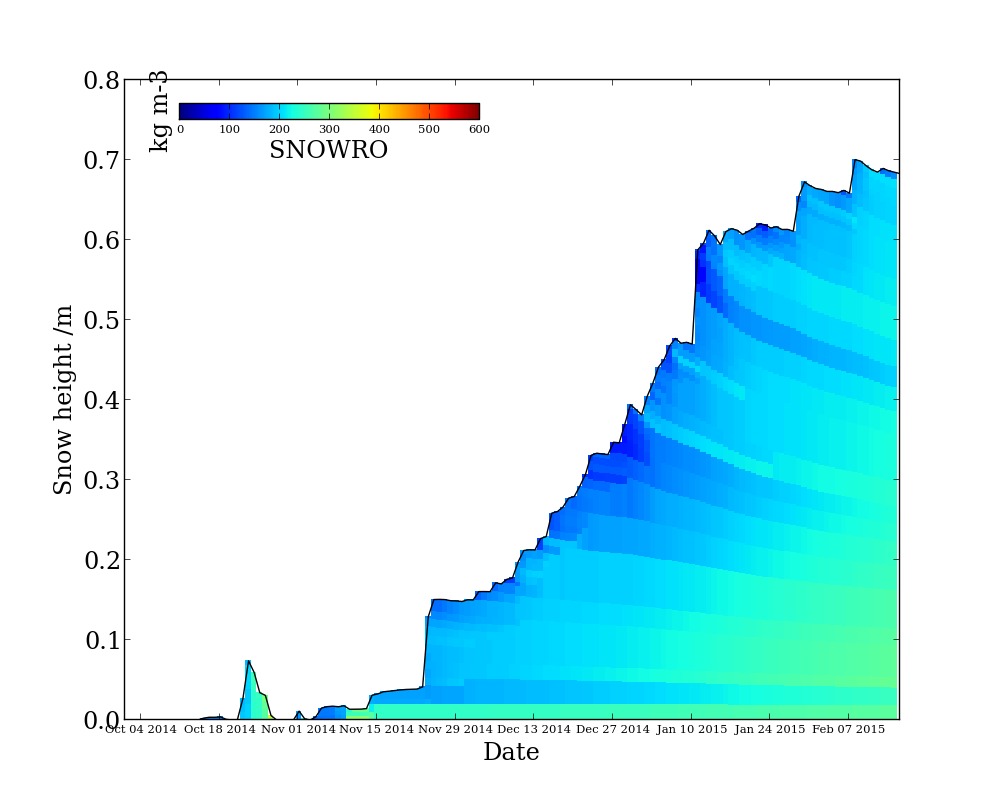 0.8
0.7
0.6
0.5
0.4
0.3
0.2
0.1
0.0
Snow height /m
kg m-3
0 100 200 300 400 500 600
SNOWRO
Oct 04 2014 Oct 18 2014 Nov 01 2014 Nov 15 2014 Nov 29 2014 Dec 13 2014 Dec 27 2014 Jan 10 2015 Jan 24 2015 Feb 07 2015
Date